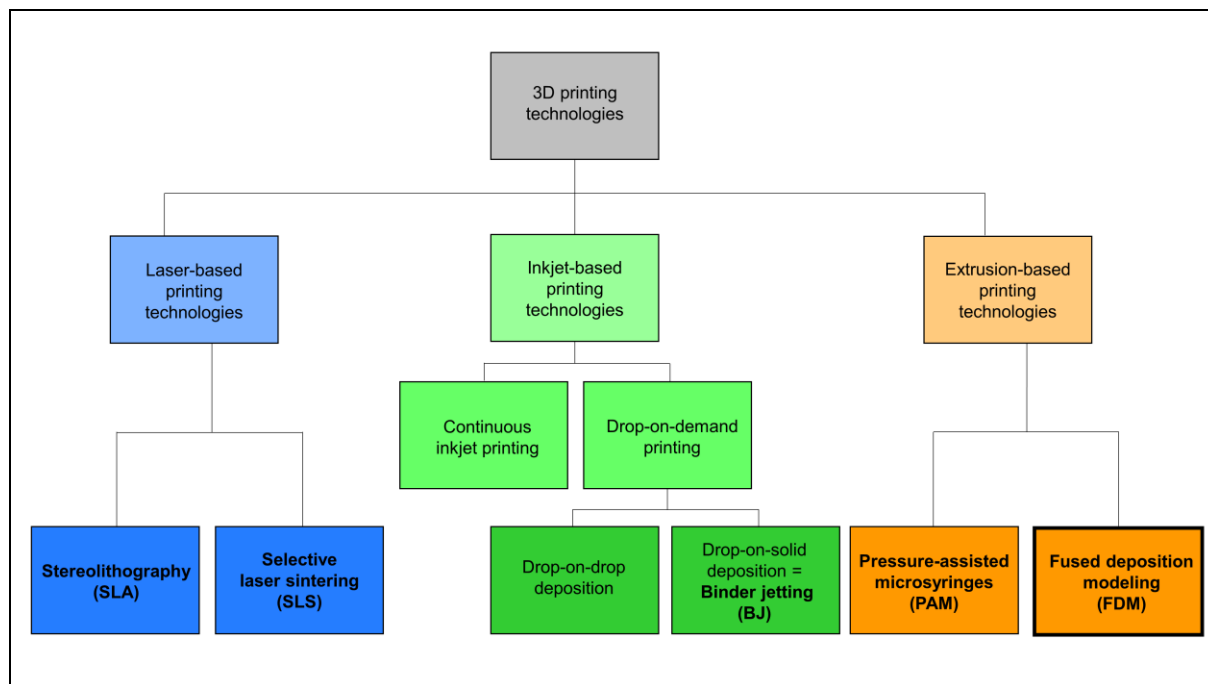 3D printing
technologies
Laser-based
printing
technologies
Inkjet-based
printing
technologies
Extrusion-based
printing
technologies
Continuous
inkjet printing
Drop-on-demand
printing
Stereolithography
(SLA)
Selective
laser sintering
(SLS)
Drop-on-drop
deposition
Drop-on-solid
deposition =
Binder jetting
(BJ)
Pressure-assisted
microsyringes
(PAM)
Fused deposition
modeling
(FDM)